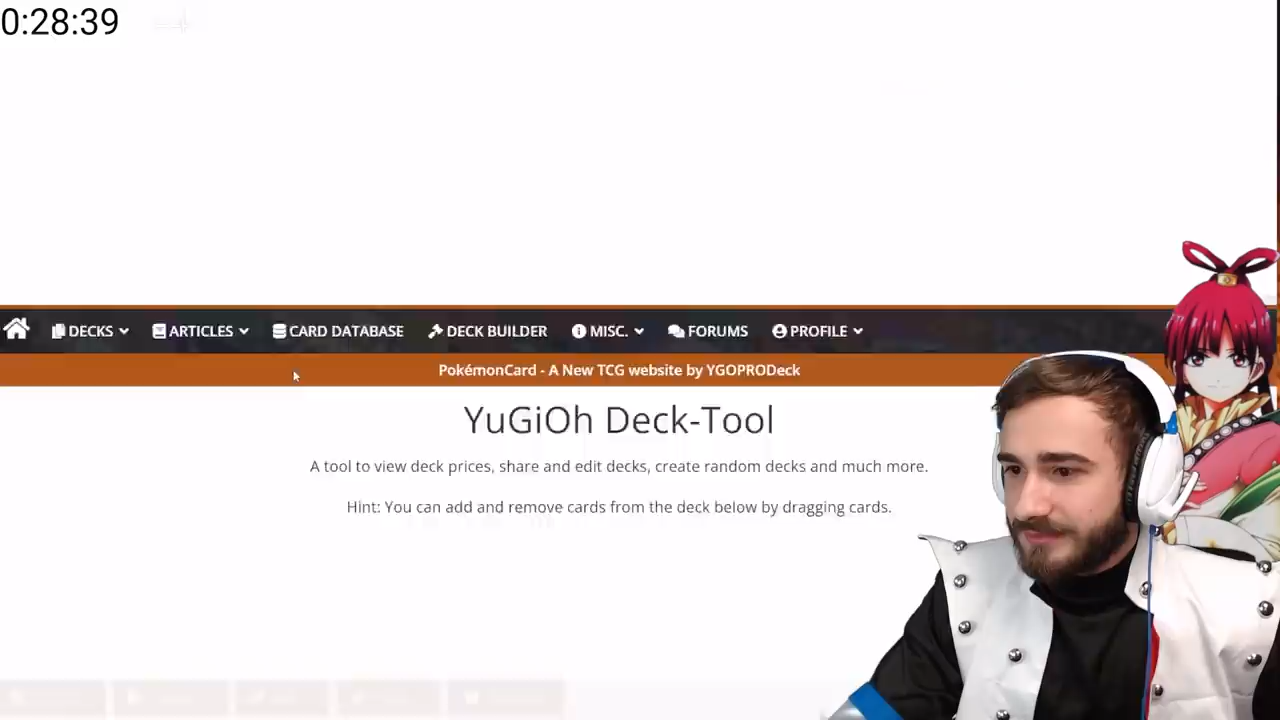 0:28:39
DECKS
ARTICLES
CARD DATABASE
DECK BUILDER
MISC.
FORUMS
PROFILE
PokémonCard - A New TCG website by YGOPRODeck
YuGiOh Deck-Tool
A tool to view deck prices, share and edit decks, create random decks and much more.
Hint: You can add and remove cards from the deck below by dragging cards.